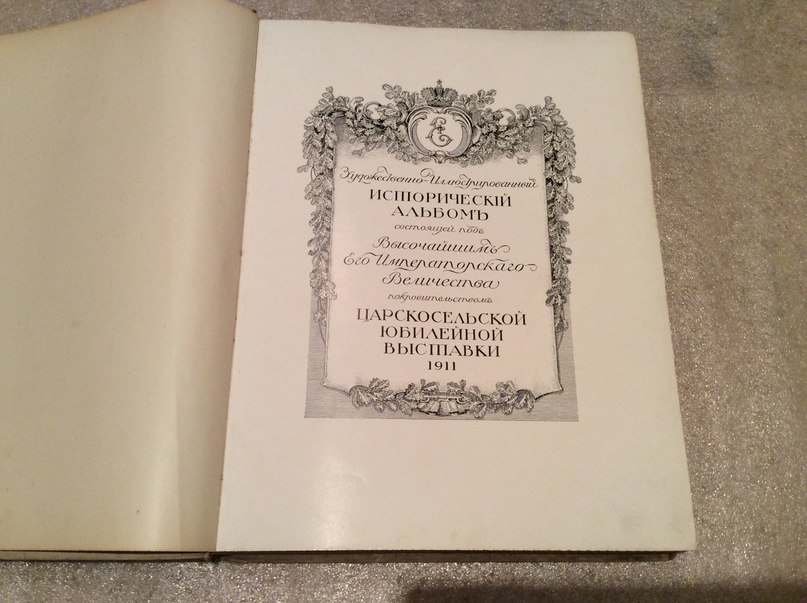 Художественно-Иллюстрированный
ИСТОРИЧЕСКІЙ
АЛЬБОМЪ
состоящей подъ
Высочайшимъ
Его Императорскаго
Величества
покровительствомъ
ЦАРСКОСЕЛЬСКОЙ
ЮБИЛЕЙНОЙ
ВЫСТАВКИ
1911